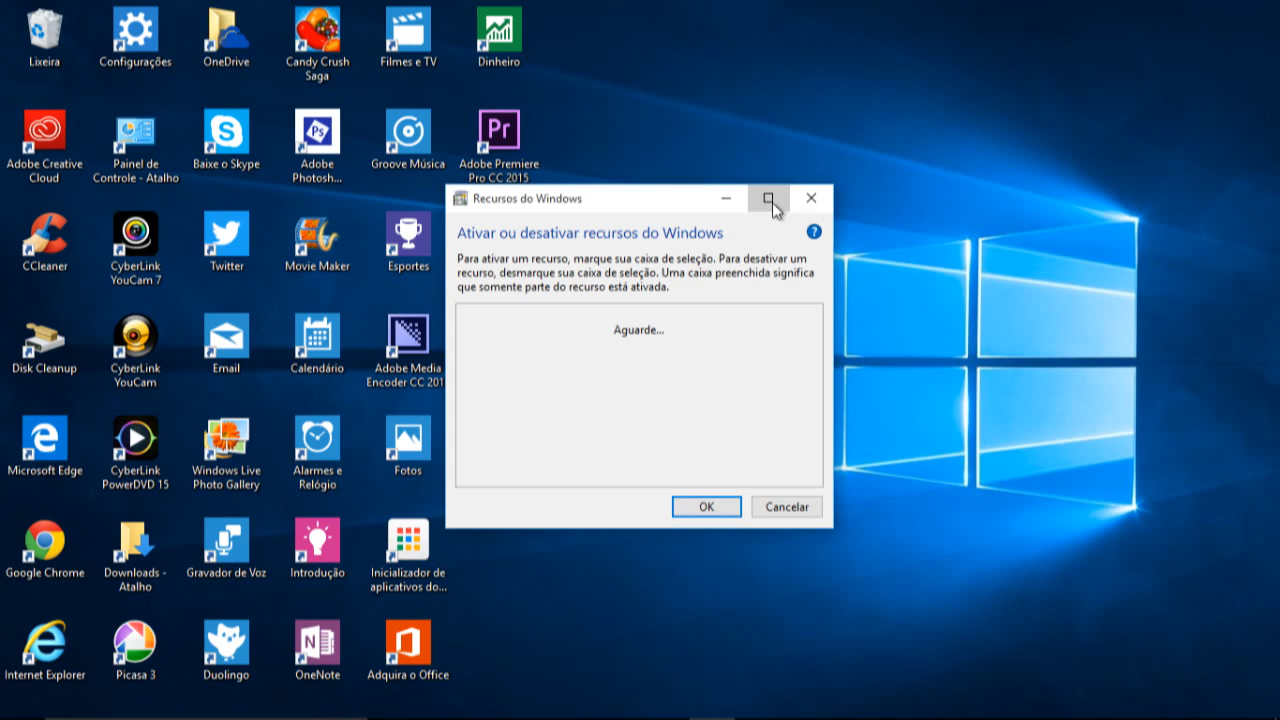 Lixeira
Configurações
OneDrive
Candy Crush
Saga
Filmes e TV
Dinheiro
Adobe Creative
Cloud
Painel de
Controle - Atalho
Baixe o Skype
Ps
Adobe
Photosh...
Groove Música
Pr
Adobe Premiere
Pro CC 2015
Recursos do Windows
Ativar ou desativar recursos do Windows
?
Para ativar um recurso, marque sua caixa de seleção. Para desativar um
recurso, desmarque sua caixa de seleção. Uma caixa preenchida significa
que somente parte do recurso está ativada.
Aguarde...
OK
Cancelar
CCleaner
CyberLink
YouCam 7
Twitter
Movie Maker
Esportes
Disk Cleanup
CyberLink
YouCam
Email
Calendário
Adobe Media
Encoder CC 201
Microsoft Edge
CyberLink
PowerDVD 15
Windows Live
Photo Gallery
Alarmes e
Relógio
Fotos
Google Chrome
Downloads -
Atalho
Gravador de Voz
Introdução
Inicializador de
aplicativos do...
Internet Explorer
Picasa 3
Duolingo
N
OneNote
Adquira o Office